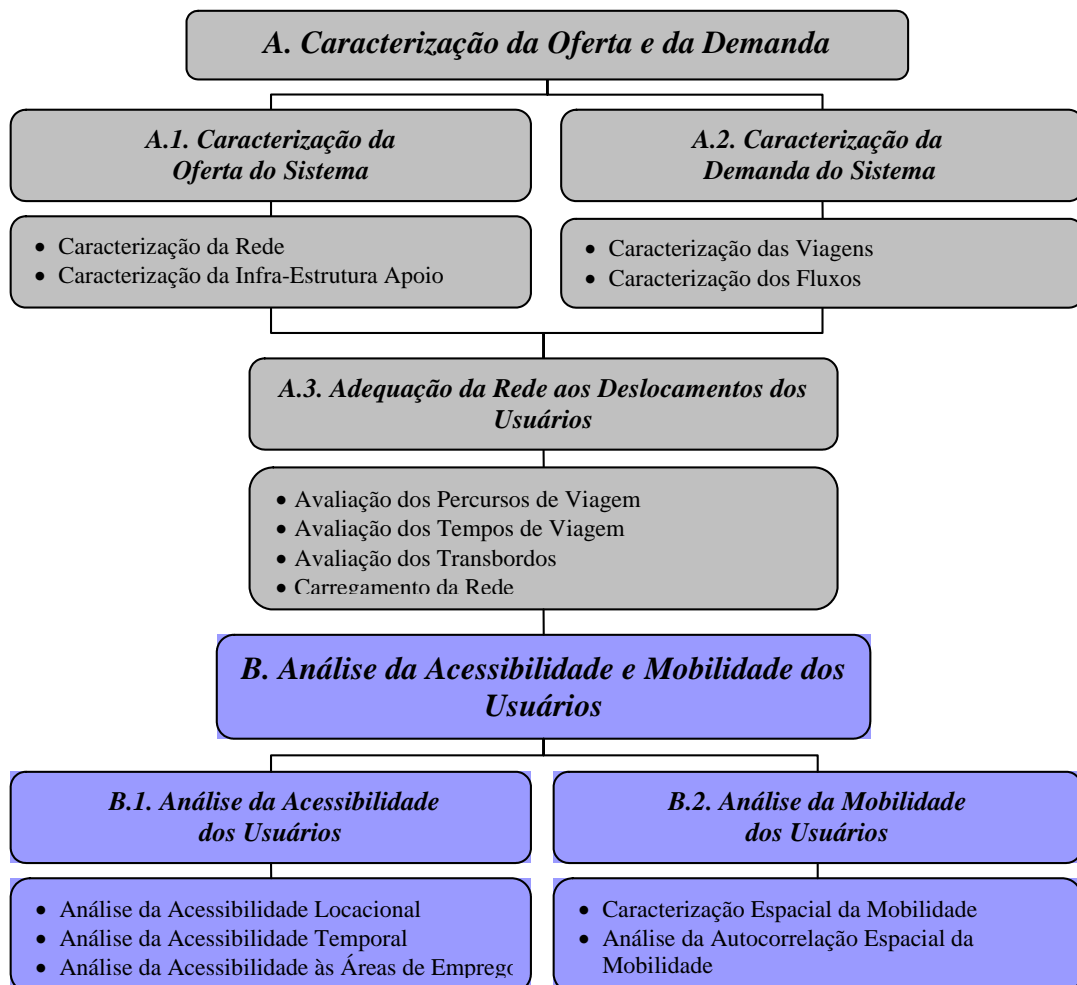 A. Caracterização da Oferta e da Demanda
A.1. Caracterização da
Oferta do Sistema
A.2. Caracterização da
Demanda do Sistema
• Caracterização da Rede
• Caracterização da Infra-Estrutura Apoio
• Caracterização das Viagens
• Caracterização dos Fluxos
A.3. Adequação da Rede aos Deslocamentos dos
Usuários
• Avaliação dos Percursos de Viagem
• Avaliação dos Tempos de Viagem
• Avaliação dos Transbordos
• Carregamento da Rede
B. Análise da Acessibilidade e Mobilidade dos
Usuários
B.1. Análise da Acessibilidade
dos Usuários
B.2. Análise da Mobilidade
dos Usuários
• Análise da Acessibilidade Locacional
• Análise da Acessibilidade Temporal
• Análise da Acessibilidade às Áreas de Emprego
• Caracterização Espacial da Mobilidade
• Análise da Autocorrelação Espacial da
Mobilidade